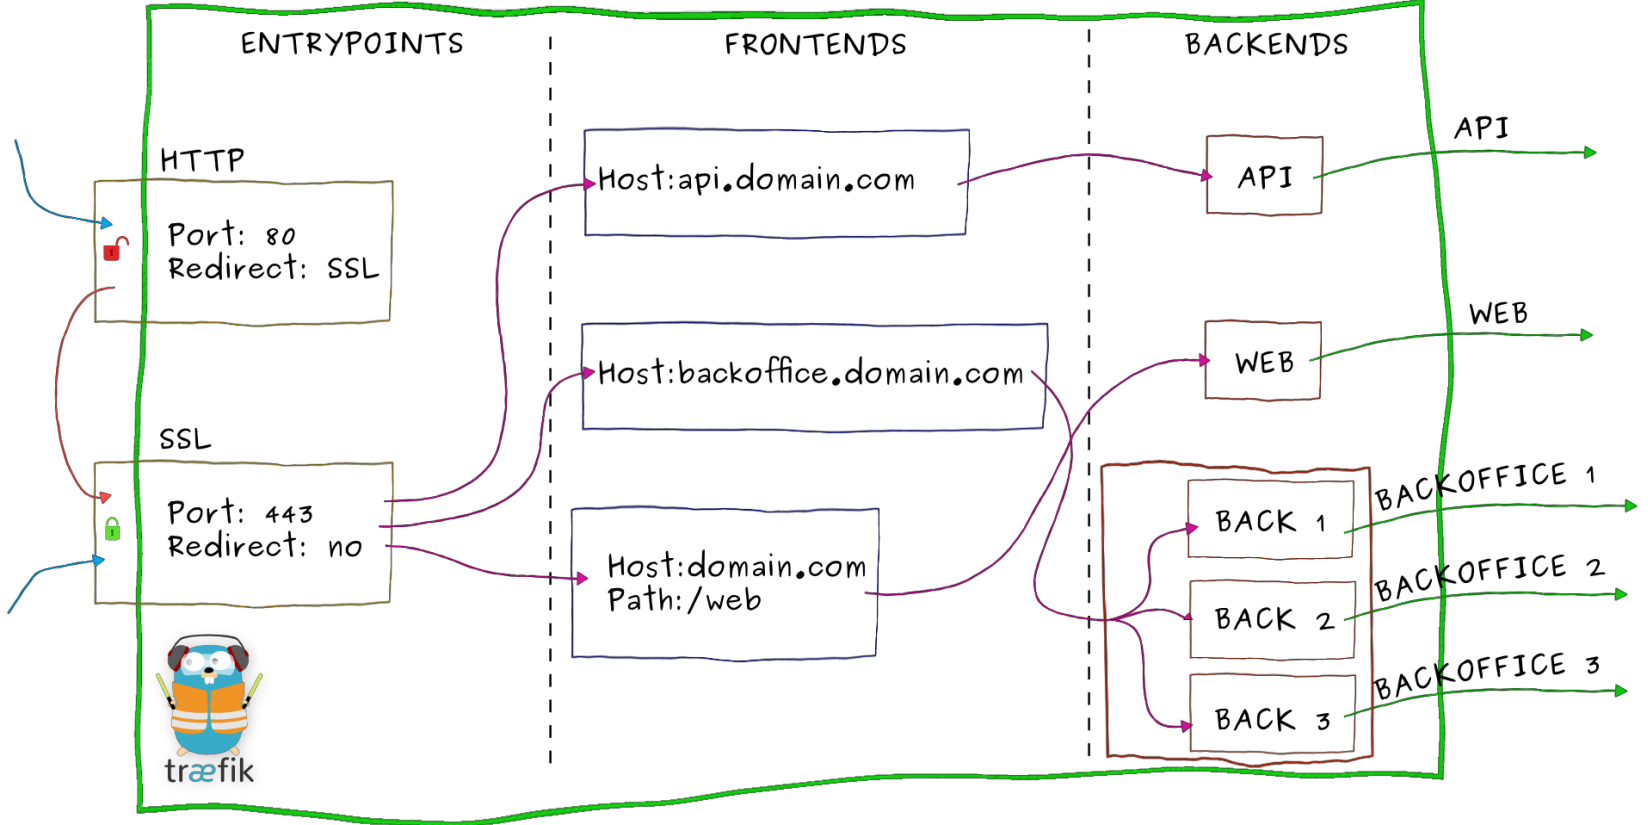 ENTRYPOINTS
FRONTENDS
BACKENDS
HTTP
Port: 80
Redirect: SSL
SSL
Port: 443
Redirect: no
træfik
Host:api.domain.com
Host:backoffice.domain.com
Host:domain.com
Path:/web
API
WEB
BACK 1
BACK 2
BACK 3
API
WEB
BACKOFFICE 1
BACKOFFICE 2
BACKOFFICE 3